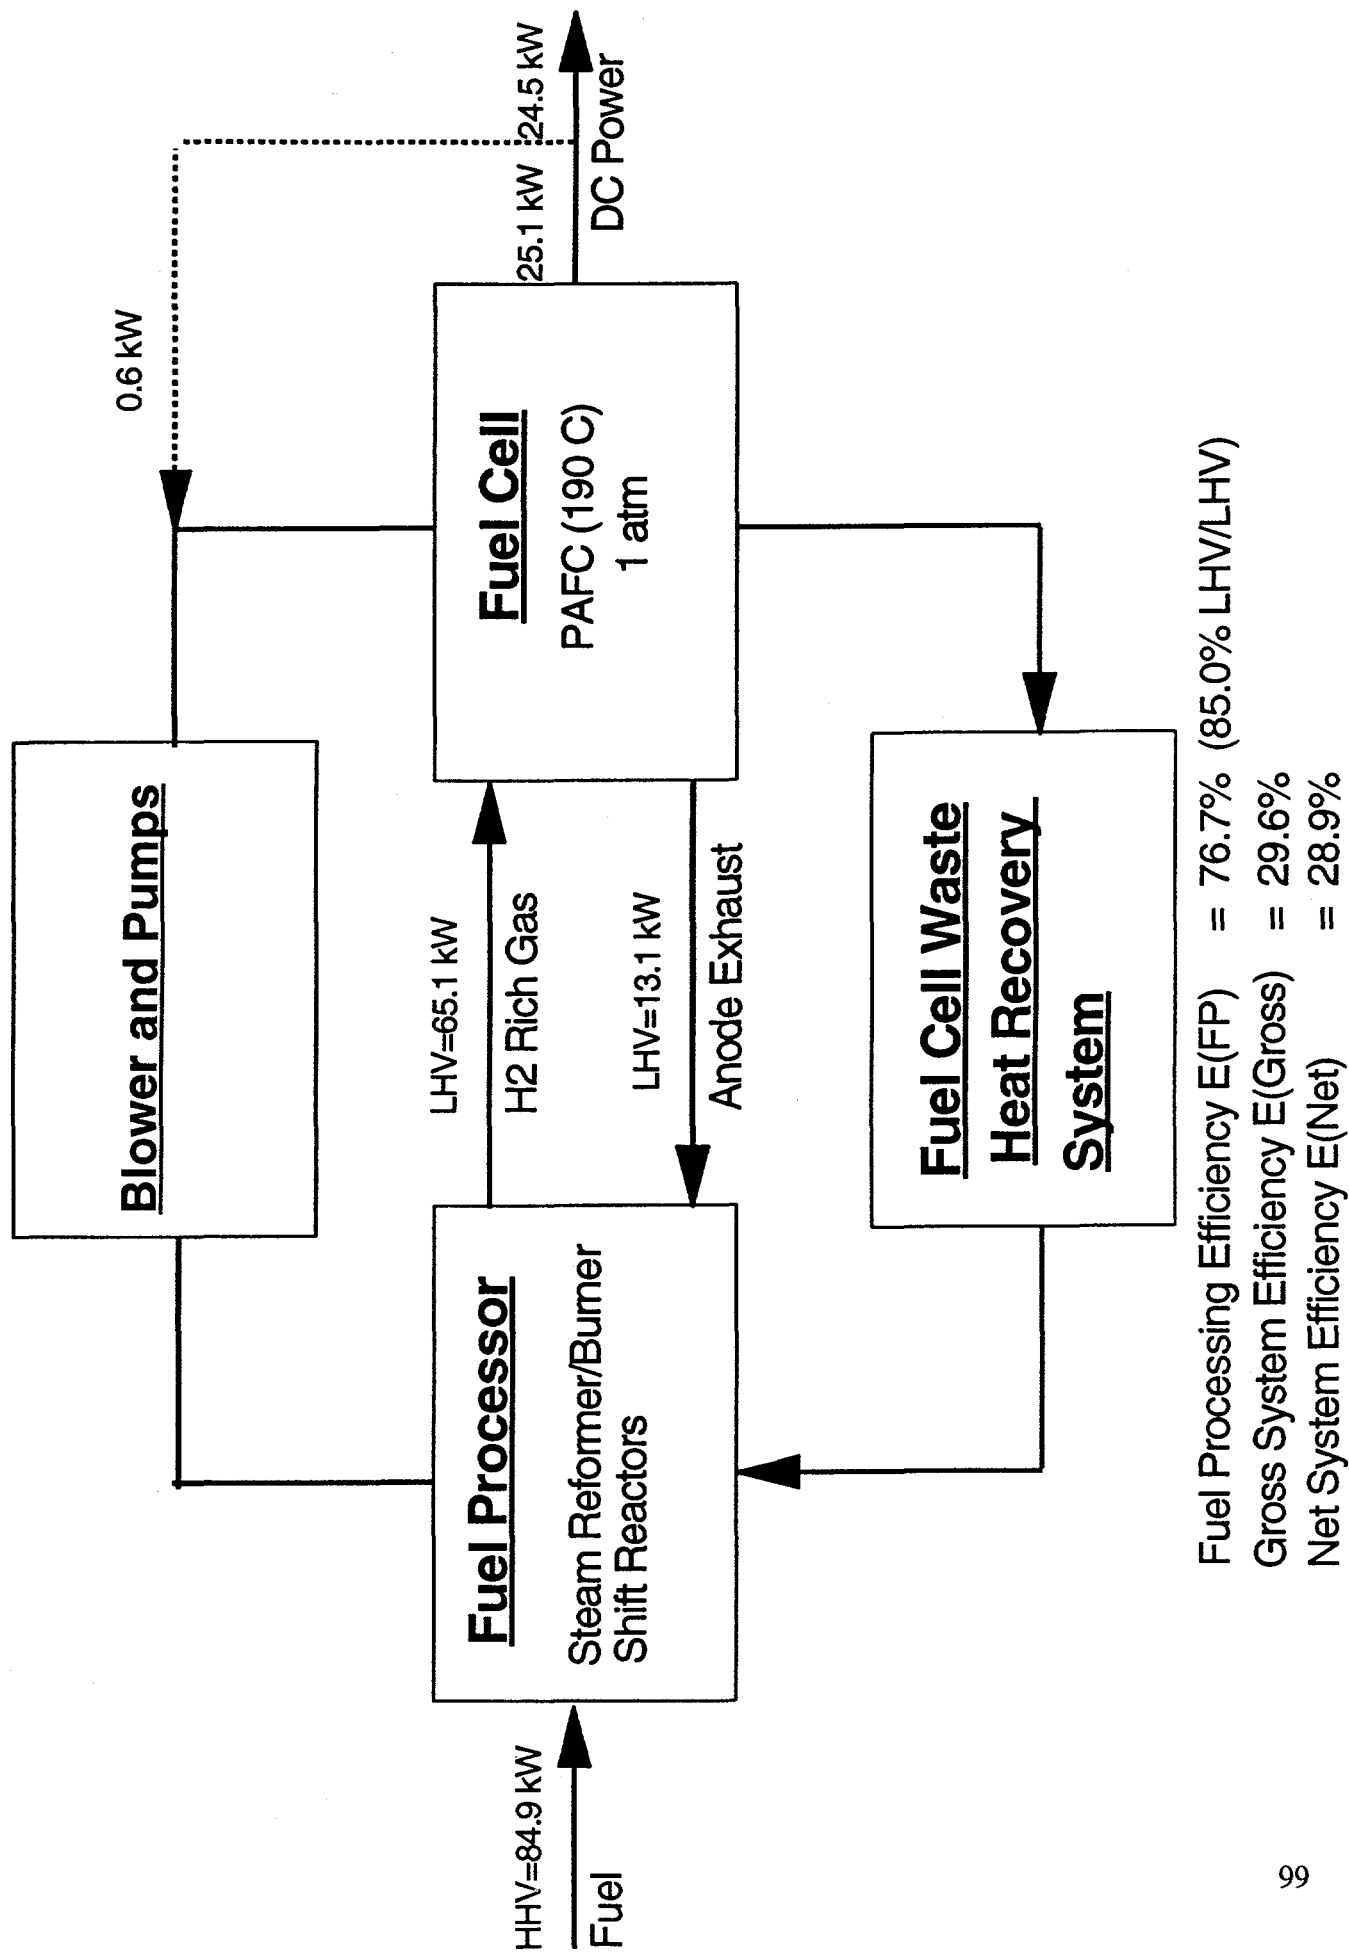 Blower and Pumps
0.6 kW
HHV=84.9 kW
Fuel
Fuel Processor
Steam Reformer/Burner
Shift Reactors
LHV=65.1 kW
H2 Rich Gas
LHV=13.1 kW
Anode Exhaust
Fuel Cell
PAFC (190 C)
1 atm
25.1 kW
24.5 kW
DC Power
Fuel Cell Waste
Heat Recovery
System
Fuel Processing Efficiency E(FP) = 76.7% (85.0% LHV/LHV)
Gross System Efficiency E(Gross) = 29.6%
Net System Efficiency E(Net) = 28.9%
99